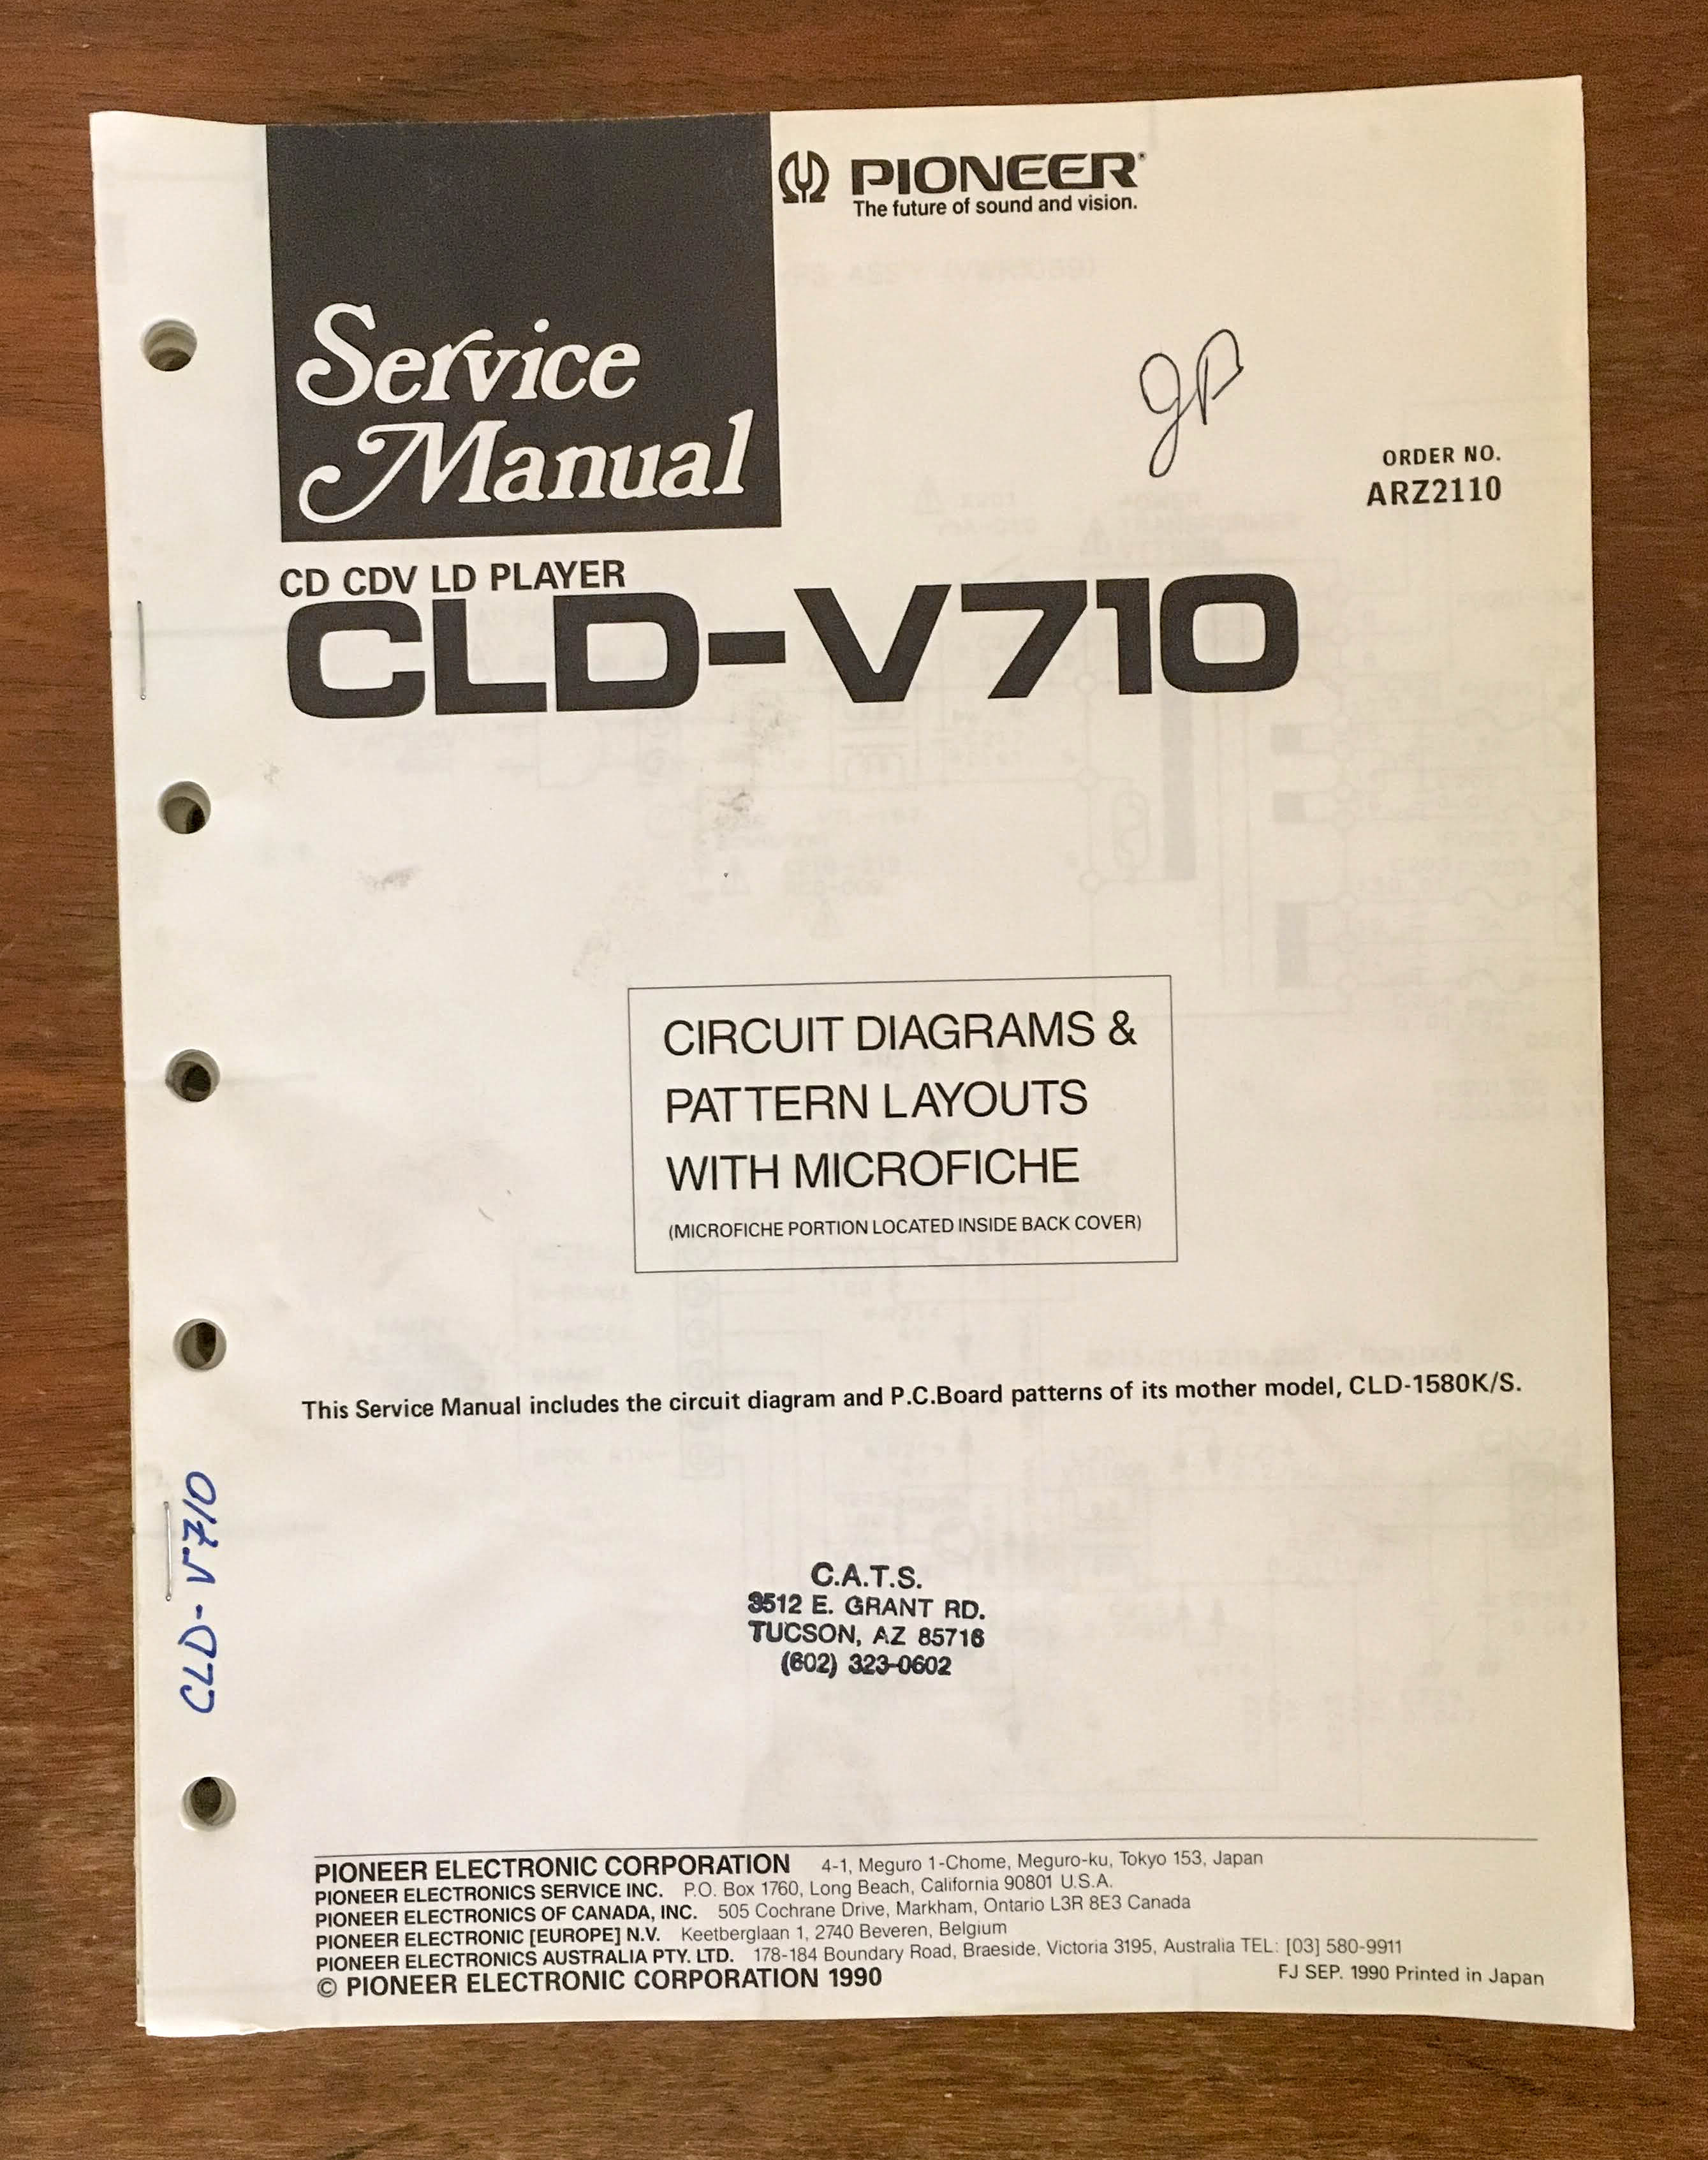 PIONEER®
The future of sound and vision.
Service
Manual
JP
ORDER NO.
ARZ2110
CD CDV LD PLAYER
CLD-V710
CIRCUIT DIAGRAMS &
PATTERN LAYOUTS
WITH MICROFICHE
(MICROFICHE PORTION LOCATED INSIDE BACK COVER)
This Service Manual includes the circuit diagram and P.C.Board patterns of its mother model, CLD-1580K/S.
CLD-V710
C.A.T.S.
3512 E. GRANT RD.
TUCSON, AZ 85716
(602) 323-0602
PIONEER ELECTRONIC CORPORATION 4-1, Meguro 1-Chome, Meguro-ku, Tokyo 153, Japan
PIONEER ELECTRONICS SERVICE INC. P.O. Box 1760, Long Beach, California 90801 U.S.A.
PIONEER ELECTRONICS OF CANADA, INC. 505 Cochrane Drive, Markham, Ontario L3R 8E3 Canada
PIONEER ELECTRONIC [EUROPE] N.V. Keetberglaan 1, 2740 Beveren, Belgium
PIONEER ELECTRONICS AUSTRALIA PTY. LTD. 178-184 Boundary Road, Braeside, Victoria 3195, Australia TEL: [03] 580-9911
© PIONEER ELECTRONIC CORPORATION 1990
FJ SEP. 1990 Printed in Japan